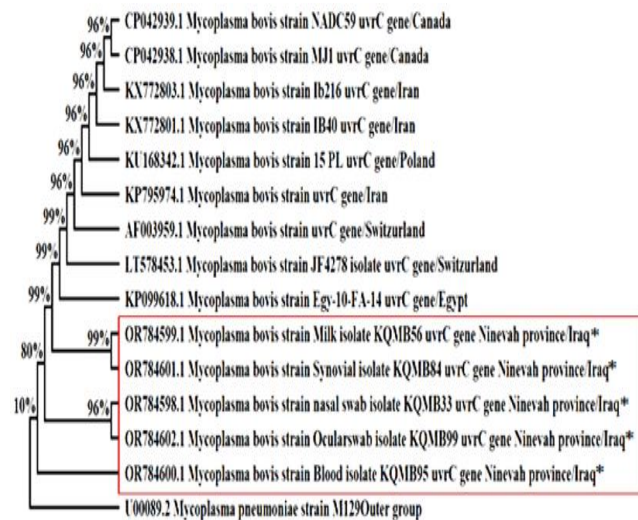 96%
CP042939.1 Mycoplasma bovis strain NADC59 uvrC gene/Canada
96%
CP042938.1 Mycoplasma bovis strain MJ1 uvrC gene/Canada
96%
KX772803.1 Mycoplasma bovis strain Ib216 uvrC gene/Iran
96%
KX772801.1 Mycoplasma bovis strain IB40 uvrC gene/Iran
96%
KU168342.1 Mycoplasma bovis strain 15 PL uvrC gene/Poland
96%
KP795974.1 Mycoplasma bovis strain uvrC gene/Iran
99%
AF003959.1 Mycoplasma bovis strain uvrC gene/Switzurland
99%
LT578453.1 Mycoplasma bovis strain JF4278 isolate uvrC gene/Switzurland
99%
KP099618.1 Mycoplasma bovis strain Egy-10-FA-14 uvrC gene/Egypt
99%
OR784599.1 Mycoplasma bovis strain Milk isolate KQMB56 uvrC gene Ninevah province/Iraq*
80%
OR784601.1 Mycoplasma bovis strain Synovial isolate KQMB84 uvrC gene Ninevah province/Iraq*
10%
96%
OR784598.1 Mycoplasma bovis strain nasal swab isolate KQMB33 uvrC gene Ninevah province/Iraq*
OR784602.1 Mycoplasma bovis strain Ocularswab isolate KQMB99 uvrC gene Ninevah province/Iraq*
OR784600.1 Mycoplasma bovis strain Blood isolate KQMB95 uvrC gene Ninevah province/Iraq*
U00089.2 Mycoplasma pneumoniae strain M129Outer group